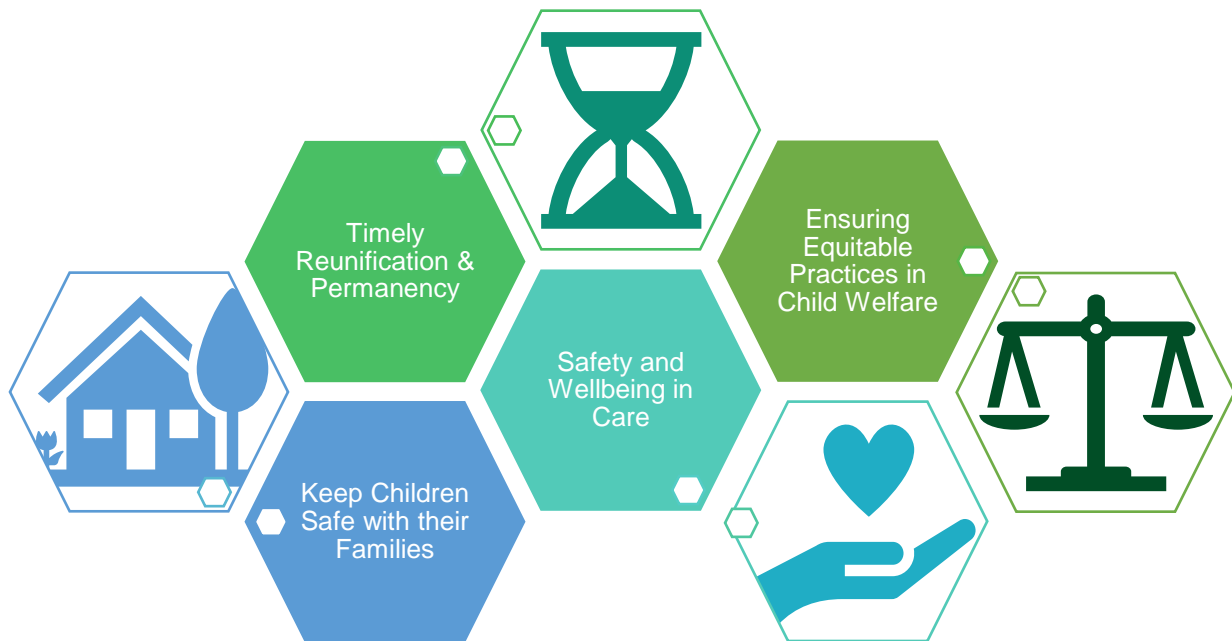 Timely
Reunification &
Permanency
Ensuring
Equitable
Practices in
Child Welfare
Safety and
Wellbeing in
Care
Keep Children
Safe with their
Families